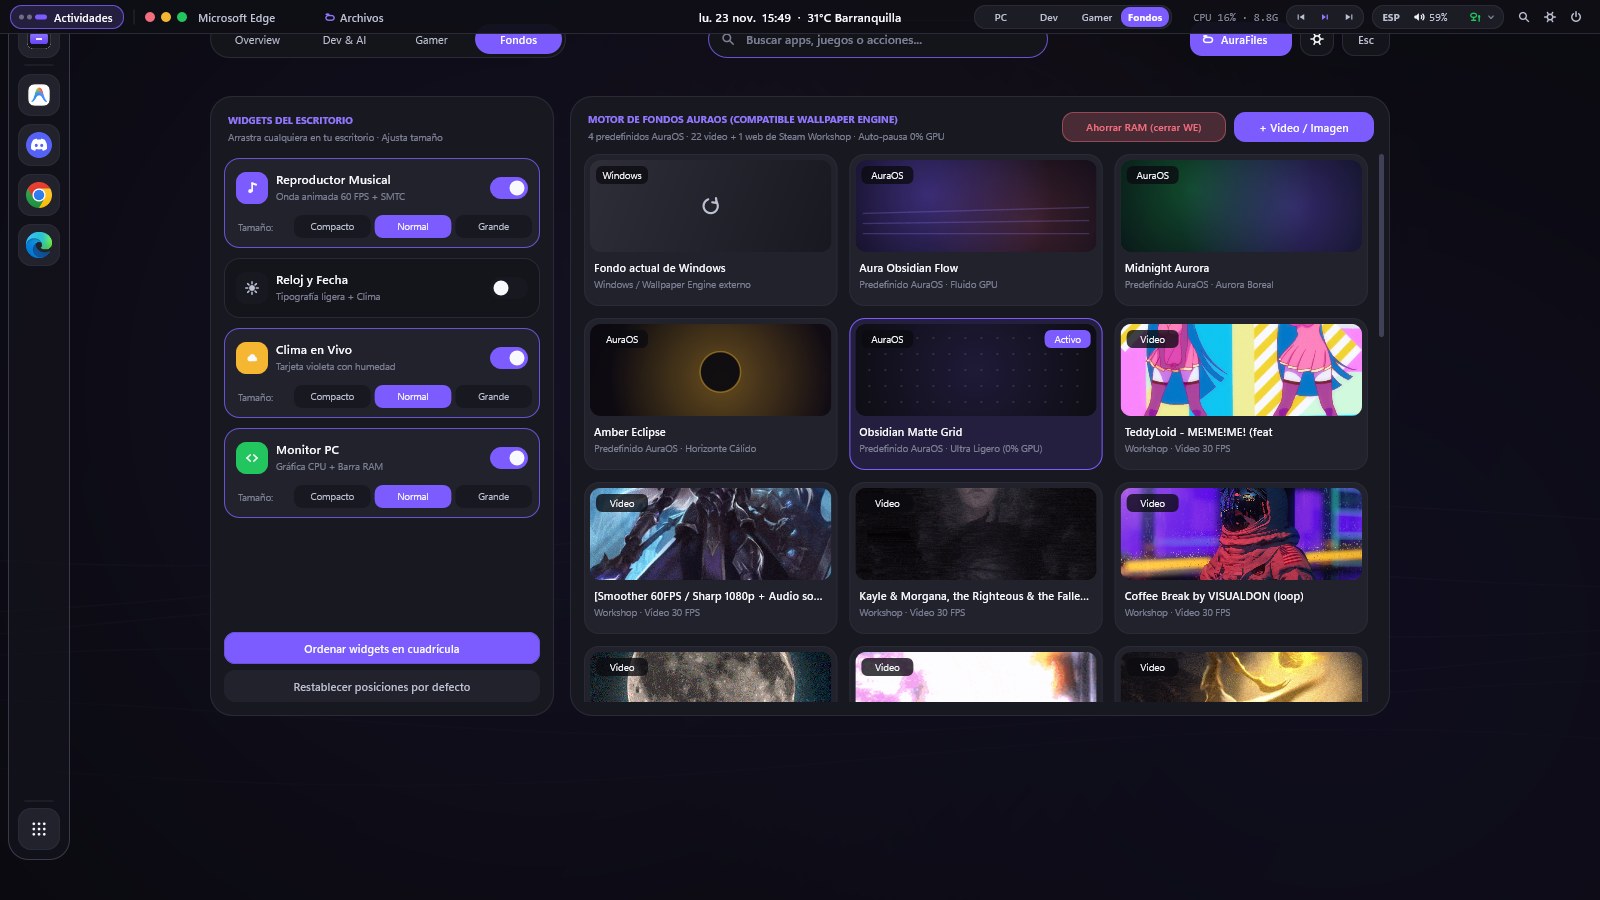 Actividades
Microsoft Edge
Archivos
lu. 23 nov. 15:49 · 31°C Barranquilla
PC
Dev
Gamer
Fondos
CPU 16% · 8.8G
ESP
59%
Overview
Dev & AI
Gamer
Fondos
Buscar apps, juegos o acciones...
AuraFiles
Esc
WIDGETS DEL ESCRITORIO
Arrastra cualquiera en tu escritorio · Ajusta tamaño
Reproductor Musical
Onda animada 60 FPS + SMTC
Tamaño:
Compacto
Normal
Grande
Reloj y Fecha
Tipografía ligera + Clima
Clima en Vivo
Tarjeta violeta con humedad
Tamaño:
Compacto
Normal
Grande
Monitor PC
Gráfica CPU + Barra RAM
Tamaño:
Compacto
Normal
Grande
Ordenar widgets en cuadrícula
Restablecer posiciones por defecto
MOTOR DE FONDOS AURAOS (COMPATIBLE WALLPAPER ENGINE)
4 predefinidos AuraOS · 22 video + 1 web de Steam Workshop · Auto-pausa 0% GPU
Ahorrar RAM (cerrar WE)
+ Video / Imagen
Windows
Fondo actual de Windows
Windows / Wallpaper Engine externo
AuraOS
Aura Obsidian Flow
Predefinido AuraOS · Fluido GPU
AuraOS
Midnight Aurora
Predefinido AuraOS · Aurora Boreal
AuraOS
Amber Eclipse
Predefinido AuraOS · Horizonte Cálido
AuraOS
Activo
Obsidian Matte Grid
Predefinido AuraOS · Ultra Ligero (0% GPU)
Video
TeddyLoid - ME!ME!ME! (feat
Workshop · Video 30 FPS
Video
[Smoother 60FPS / Sharp 1080p + Audio so...
Workshop · Video 30 FPS
Video
Kayle & Morgana, the Righteous & the Falle...
Workshop · Video 30 FPS
Video
Coffee Break by VISUALDON (loop)
Workshop · Video 30 FPS
Video
Video
Video